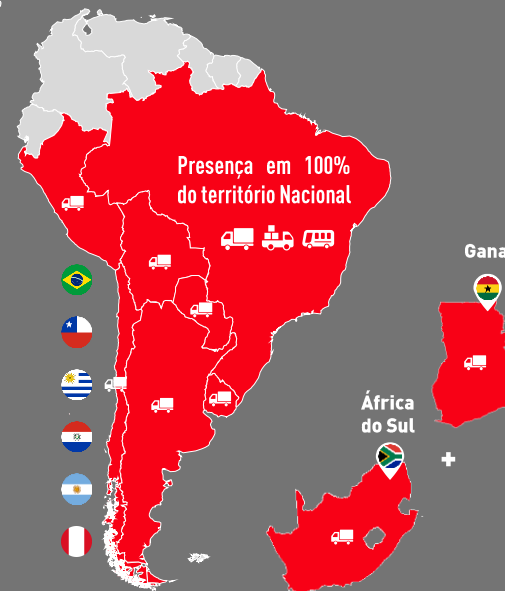 Presença em 100%
do território Nacional
Gana
África
do Sul
+